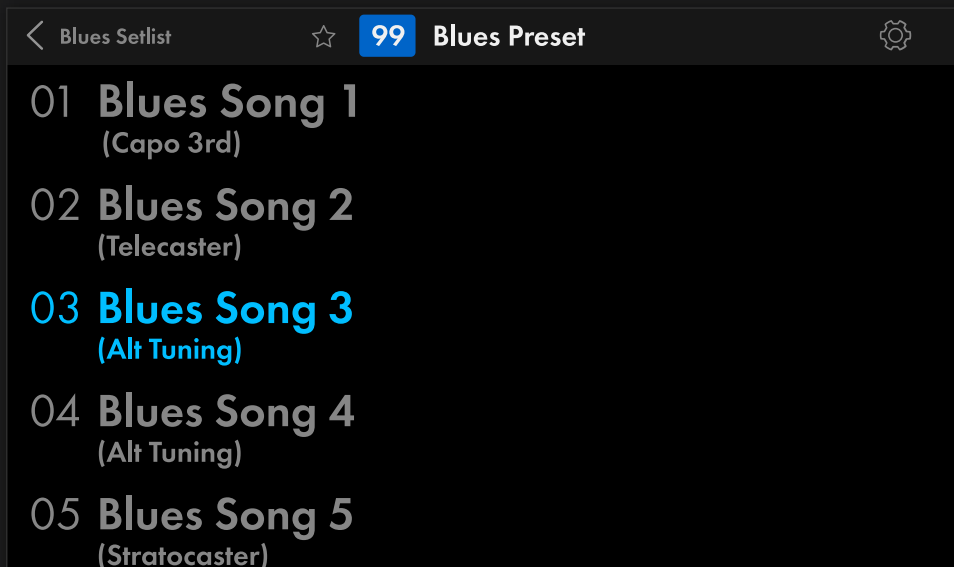 Blues Setlist 99 Blues Preset
01 Blues Song 1
(Capo 3rd)
02 Blues Song 2
(Telecaster)
03 Blues Song 3
(Alt Tuning)
04 Blues Song 4
(Alt Tuning)
05 Blues Song 5
(Stratocaster)